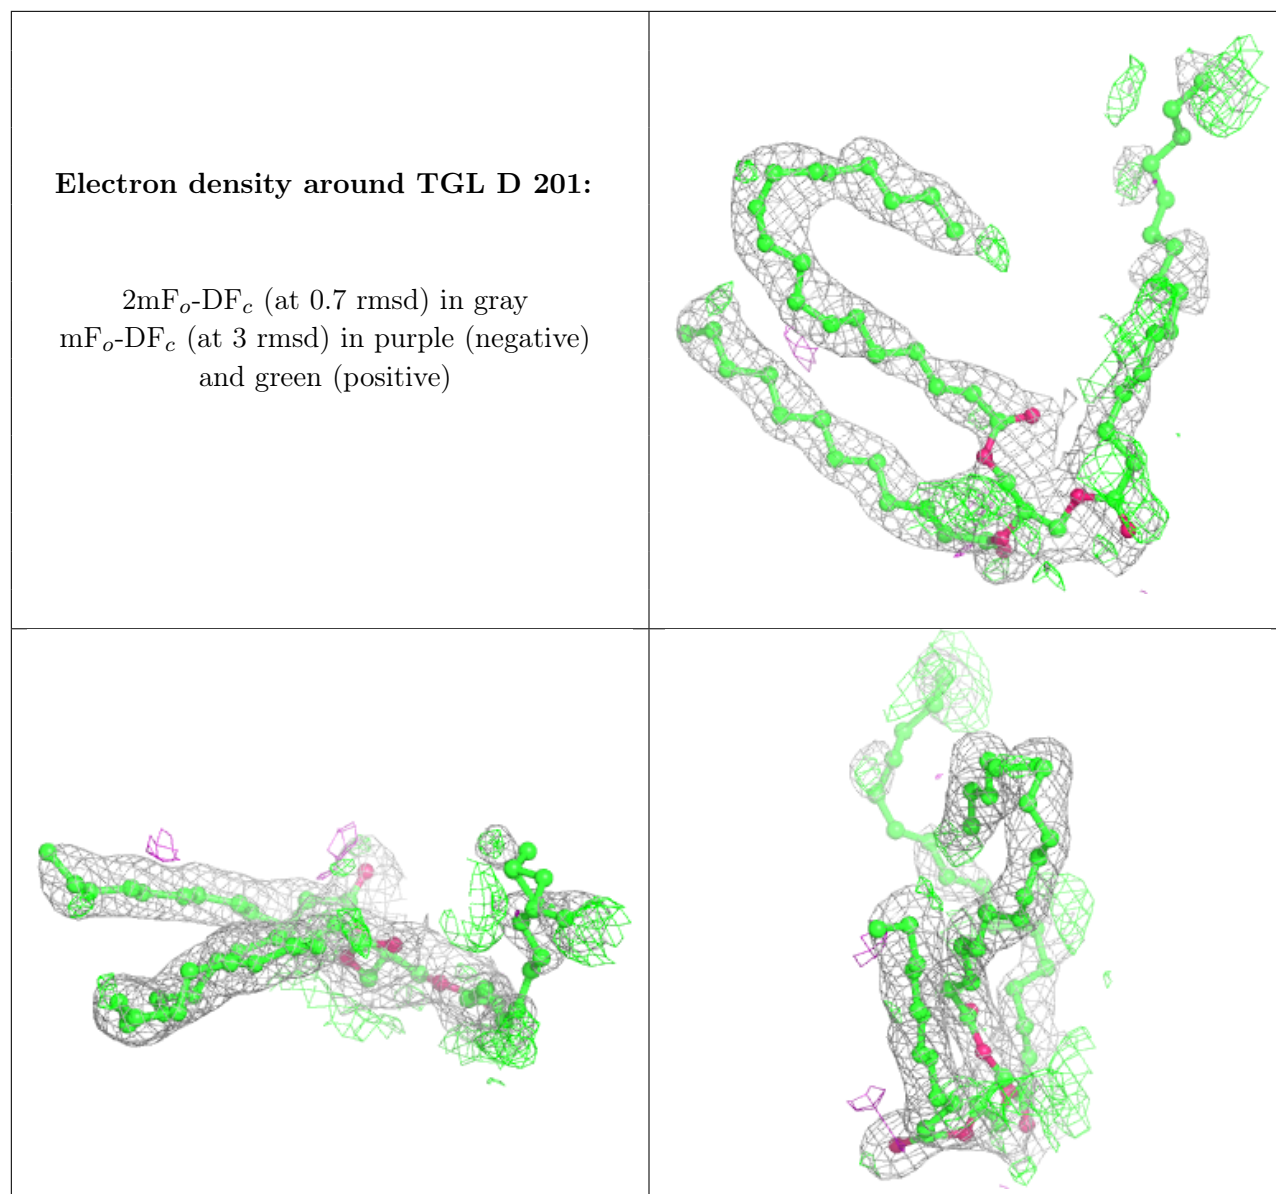 Electron density around TGL D 201:
2mFo-DFc (at 0.7 rmsd) in gray
mFo-DFc (at 3 rmsd) in purple (negative)
and green (positive)